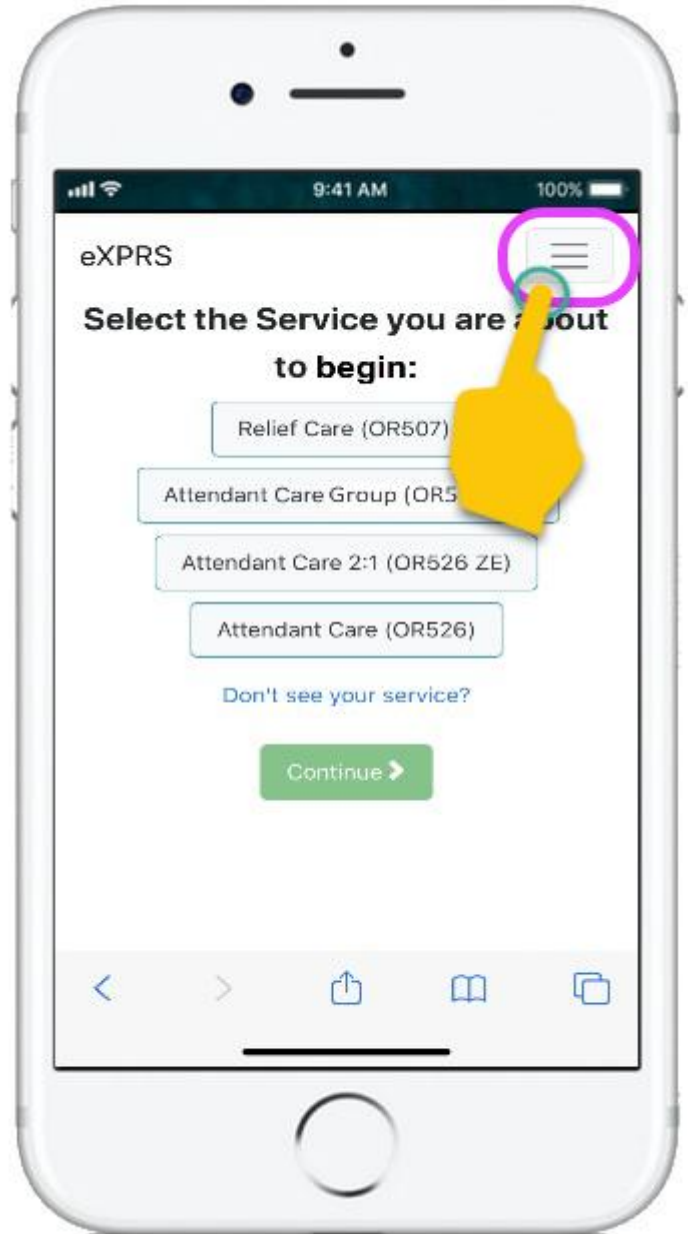 9:41 AM 100%
eXPRS
Select the Service you are about
to begin:
Relief Care (OR507)
Attendant Care Group (OR5
Attendant Care 2:1 (OR526 ZE)
Attendant Care (OR526)
Don't see your service?
Continue